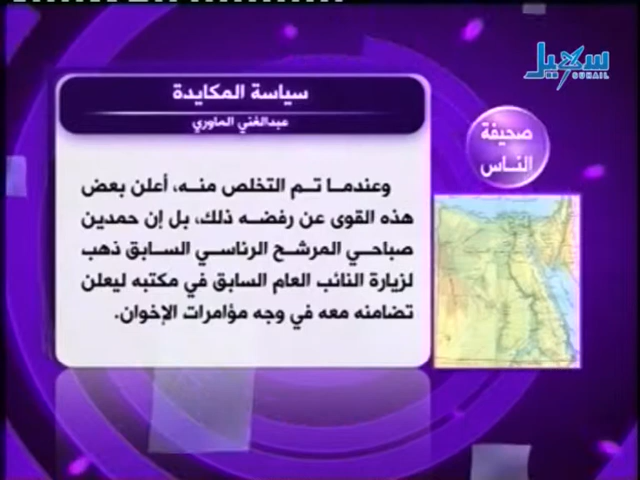 سهيل
SUHAIL
سياسة المكايدة
عبدالغني الماوري
صحيفة
الناس
وعندما تم التخلص منه، أعلن بعض
هذه القوى عن رفضه ذلك، بل إن حمدين
صباحي المرشح الرئاسي السابق ذهب
لزيارة النائب العام السابق في مكتبه ليعلن
تضامنه معه في وجه مؤامرات الإخوان.